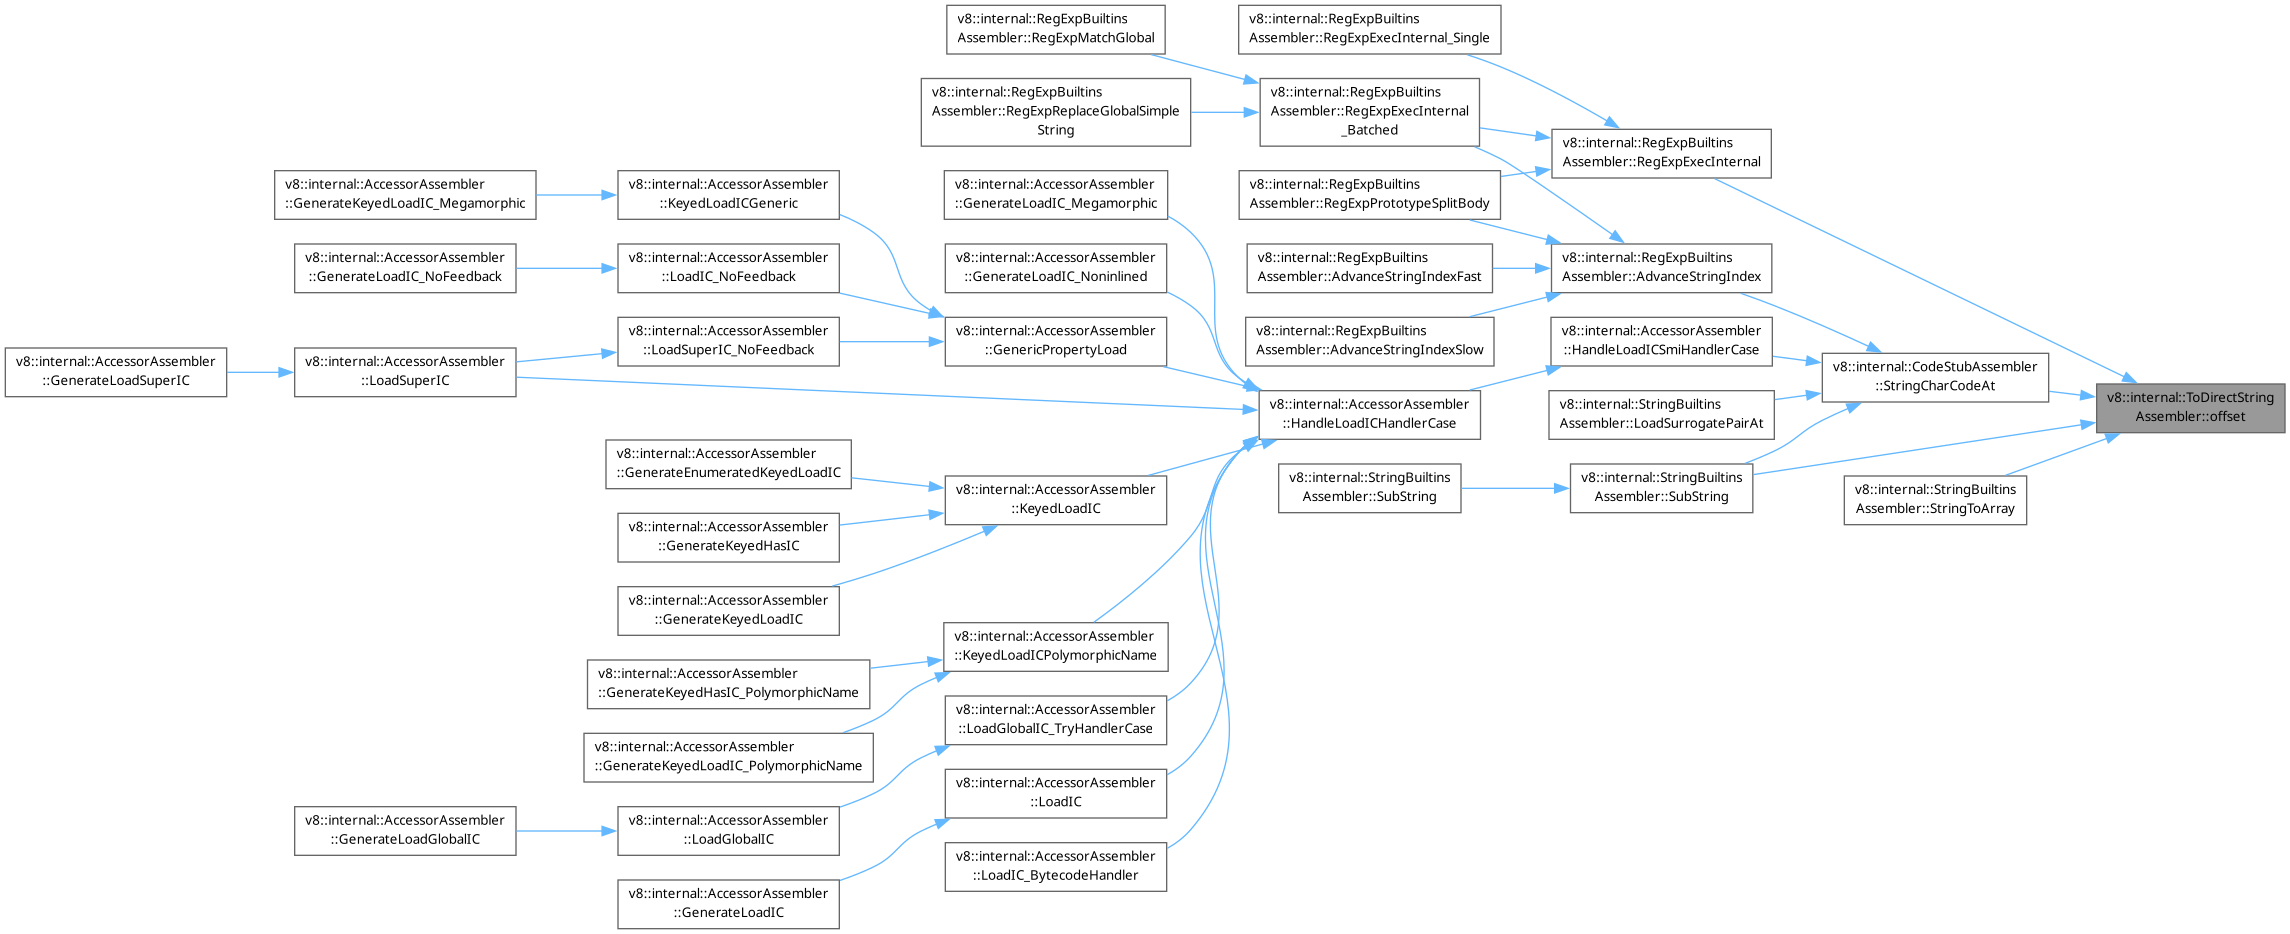 v8::internal::RegExpBuiltins
Assembler::RegExpMatchGlobal
v8::internal::RegExpBuiltins
Assembler::RegExpExecInternal_Single
v8::internal::RegExpBuiltins
Assembler::RegExpReplaceGlobalSimple
String
v8::internal::RegExpBuiltins
Assembler::RegExpExecInternal
_Batched
v8::internal::RegExpBuiltins
Assembler::RegExpExecInternal
v8::internal::AccessorAssembler
::GenerateKeyedLoadIC_Megamorphic
v8::internal::AccessorAssembler
::KeyedLoadICGeneric
v8::internal::AccessorAssembler
::GenerateLoadIC_Megamorphic
v8::internal::RegExpBuiltins
Assembler::RegExpPrototypeSplitBody
v8::internal::AccessorAssembler
::GenerateLoadIC_NoFeedback
v8::internal::AccessorAssembler
::LoadIC_NoFeedback
v8::internal::AccessorAssembler
::GenerateLoadIC_Noninlined
v8::internal::RegExpBuiltins
Assembler::AdvanceStringIndexFast
v8::internal::RegExpBuiltins
Assembler::AdvanceStringIndex
v8::internal::AccessorAssembler
::LoadSuperIC_NoFeedback
v8::internal::AccessorAssembler
::GenericPropertyLoad
v8::internal::RegExpBuiltins
Assembler::AdvanceStringIndexSlow
v8::internal::AccessorAssembler
::HandleLoadICSmiHandlerCase
v8::internal::AccessorAssembler
::GenerateLoadSuperIC
v8::internal::AccessorAssembler
::LoadSuperIC
v8::internal::CodeStubAssembler
::StringCharCodeAt
v8::internal::AccessorAssembler
::HandleLoadICHandlerCase
v8::internal::StringBuiltins
Assembler::LoadSurrogatePairAt
v8::internal::ToDirectString
Assembler::offset
v8::internal::AccessorAssembler
::GenerateEnumeratedKeyedLoadIC
v8::internal::AccessorAssembler
::KeyedLoadIC
v8::internal::StringBuiltins
Assembler::SubString
v8::internal::StringBuiltins
Assembler::SubString
v8::internal::StringBuiltins
Assembler::StringToArray
v8::internal::AccessorAssembler
::GenerateKeyedHasIC
v8::internal::AccessorAssembler
::GenerateKeyedLoadIC
v8::internal::AccessorAssembler
::KeyedLoadICPolymorphicName
v8::internal::AccessorAssembler
::GenerateKeyedHasIC_PolymorphicName
v8::internal::AccessorAssembler
::LoadGlobalIC_TryHandlerCase
v8::internal::AccessorAssembler
::GenerateKeyedLoadIC_PolymorphicName
v8::internal::AccessorAssembler
::LoadIC
v8::internal::AccessorAssembler
::GenerateLoadGlobalIC
v8::internal::AccessorAssembler
::LoadGlobalIC
v8::internal::AccessorAssembler
::LoadIC_BytecodeHandler
v8::internal::AccessorAssembler
::GenerateLoadIC